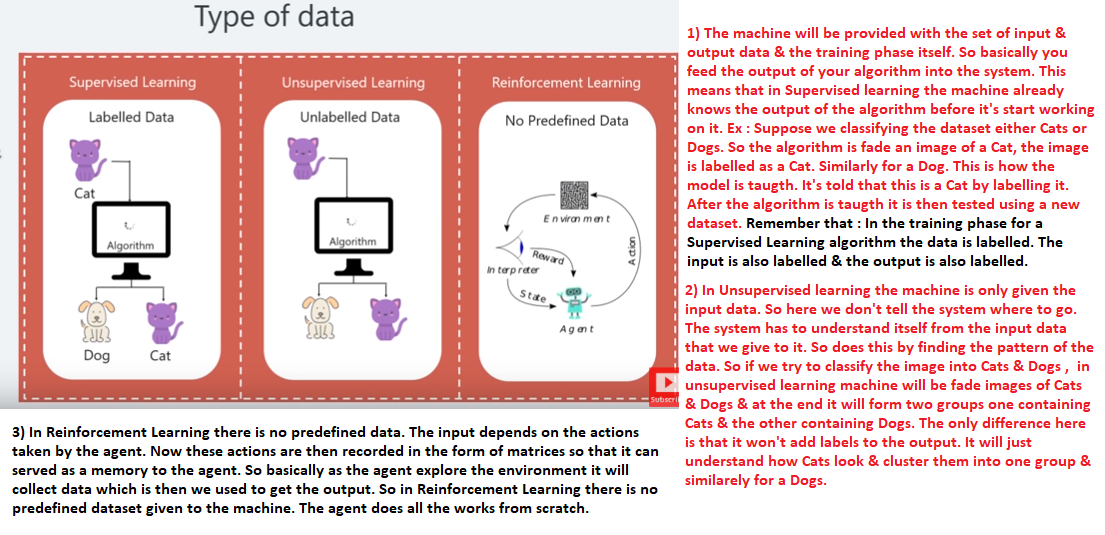 Type of data
Supervised Learning
Labelled Data
Cat
Algorithm
Dog
Cat
Unsupervised Learning
Unlabelled Data
Algorithm
Reinforcement Learning
No Predefined Data
Environment
Reward
Action
Interpreter
State
Agent
1) The machine will be provided with the set of input &
output data & the training phase itself. So basically you
feed the output of your algorithm into the system. This
means that in Supervised learning the machine already
knows the output of the algorithm before it's start working
on it. Ex : Suppose we classifying the dataset either Cats or
Dogs. So the algorithm is fade an image of a Cat, the image
is labelled as a Cat. Similarly for a Dog. This is how the
model is taugth. It's told that this is a Cat by labelling it.
After the algorithm is taugth it is then tested using a new
dataset. Remember that : In the training phase for a
Supervised Learning algorithm the data is labelled. The
input is also labelled & the output is also labelled.
2) In Unsupervised learning the machine is only given the
input data. So here we don't tell the system where to go.
The system has to understand itself from the input data
that we give to it. So does this by finding the pattern of the
data. So if we try to classify the image into Cats & Dogs , in
unsupervised learning machine will be fade images of Cats
& Dogs & at the end it will form two groups one containing
Cats & the other containing Dogs. The only difference here
is that it won't add labels to the output. It will just
understand how Cats look & cluster them into one group &
similarely for a Dogs.
3) In Reinforcement Learning there is no predefined data. The input depends on the actions
taken by the agent. Now these actions are then recorded in the form of matrices so that it can
served as a memory to the agent. So basically as the agent explore the environment it will
collect data which is then we used to get the output. So in Reinforcement Learning there is no
predefined dataset given to the machine. The agent does all the works from scratch.